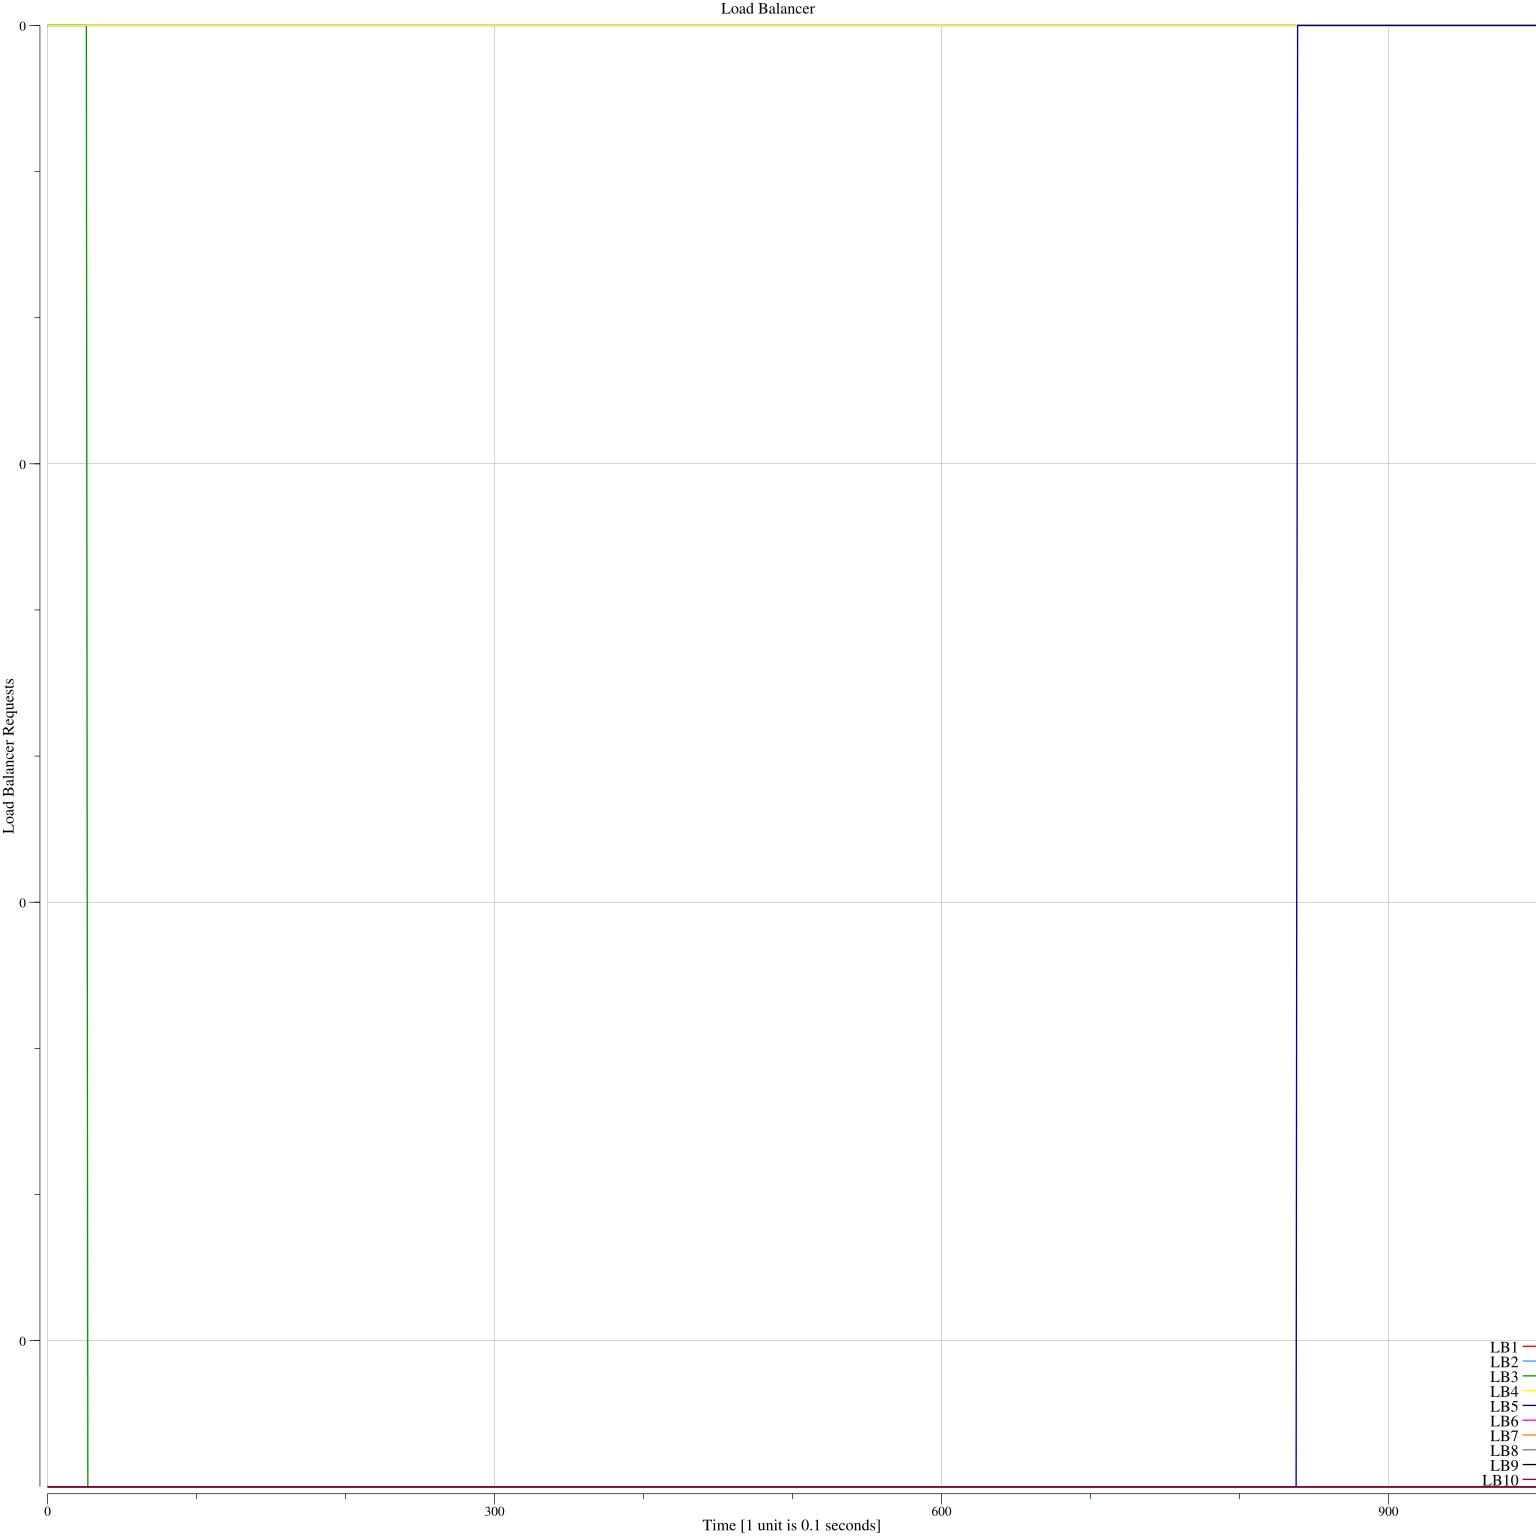 Load Balancer
0
0
0
0
Load Balancer Requests
LB1
LB2
LB3
LB4
LB5
LB6
LB7
LB8
LB9
LB10
0 300 600 900
Time [1 unit is 0.1 seconds]